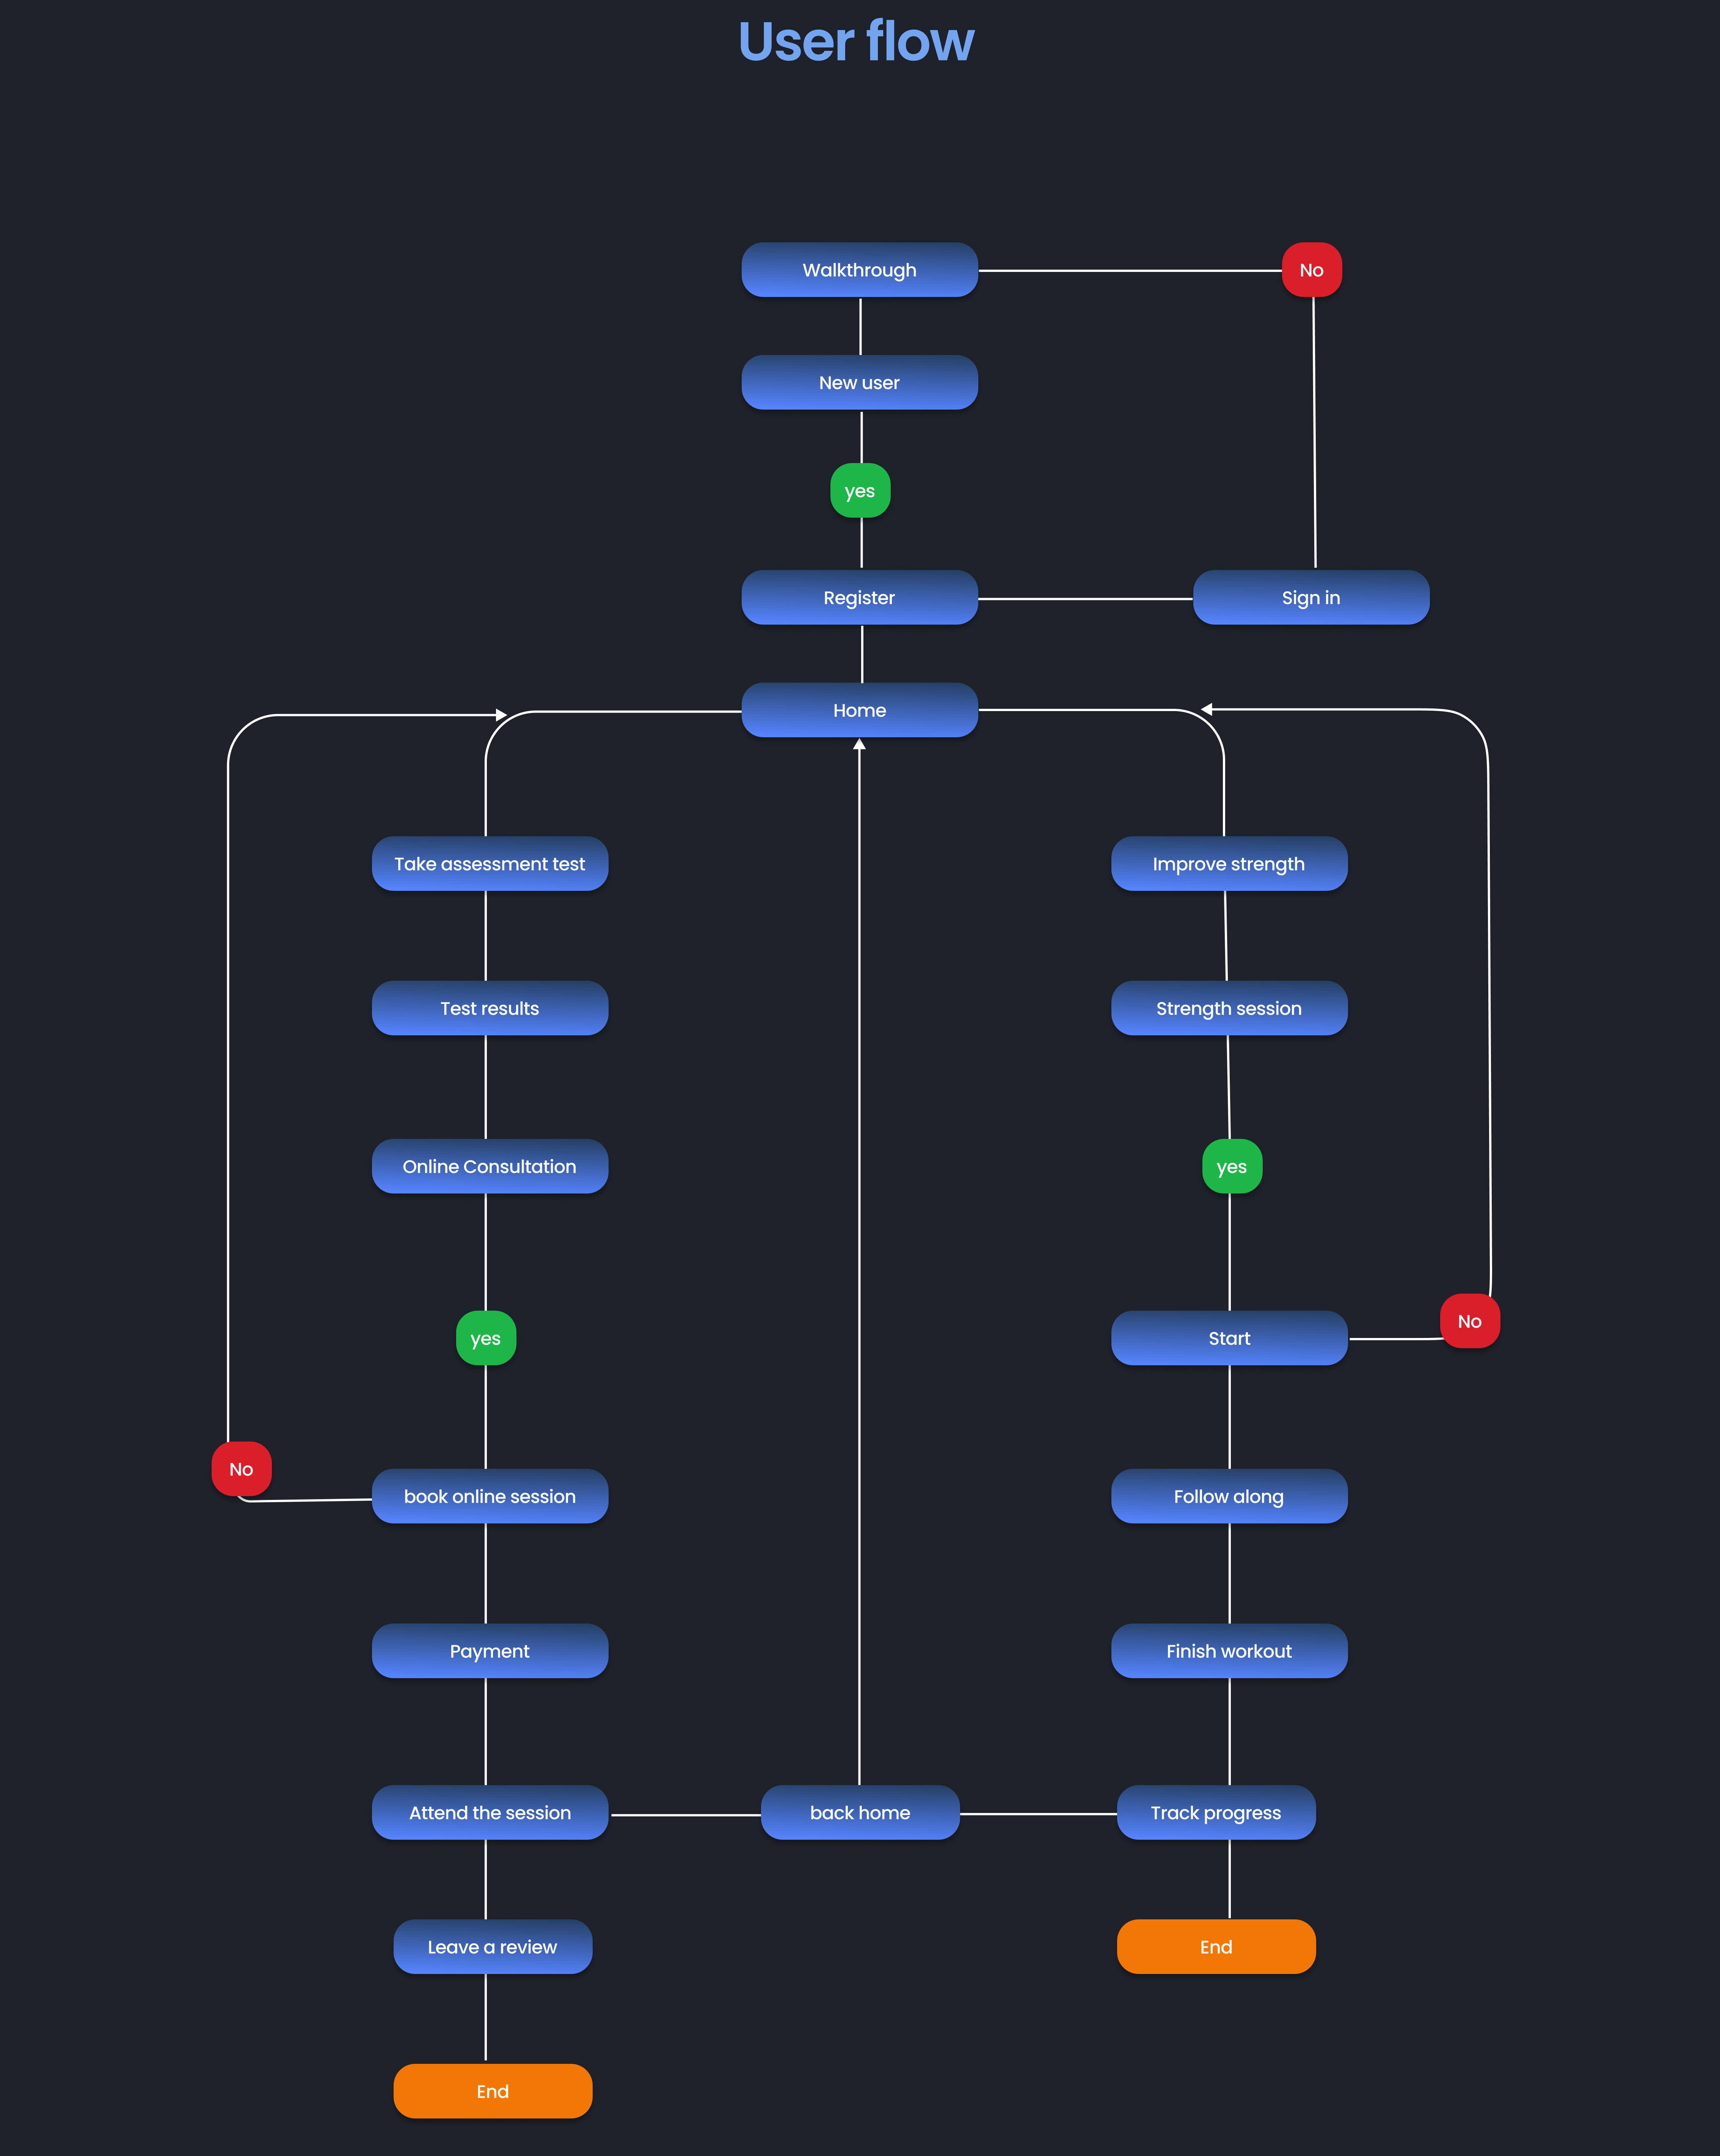 User flow
Walkthrough
No
New user
yes
Register
Sign in
Home
Take assessment test
Improve strength
Test results
Strength session
Online Consultation
yes
yes
Start
No
No
book online session
Follow along
Payment
Finish workout
Attend the session
back home
Track progress
Leave a review
End
End